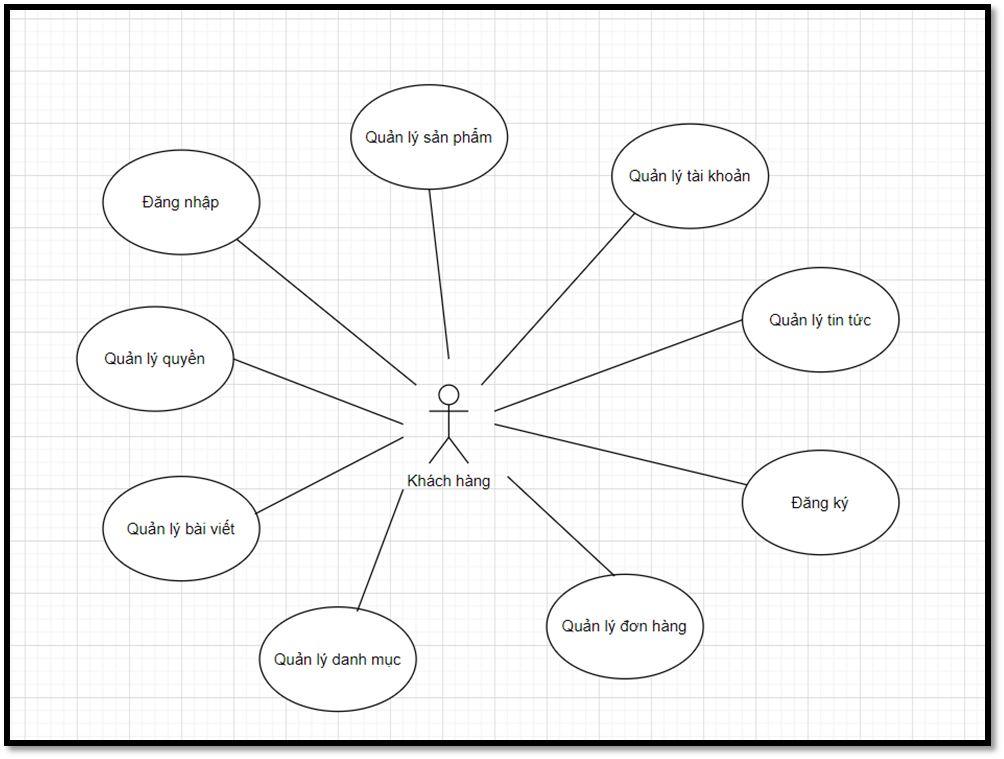 Quản lý sản phẩm
Quản lý tài khoản
Đăng nhập
Quản lý tin tức
Quản lý quyền
Khách hàng
Đăng ký
Quản lý bài viết
Quản lý đơn hàng
Quản lý danh mục